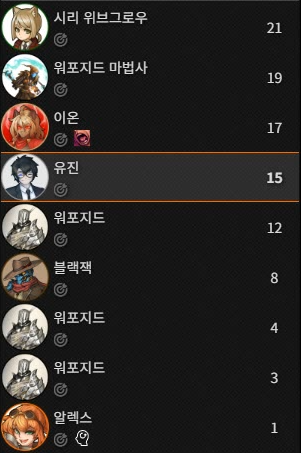 시리 위브그로우 21
워포지드 마법사 19
이온 17
유진 15
워포지드 12
블랙잭 8
워포지드 4
워포지드 3
알렉스 1